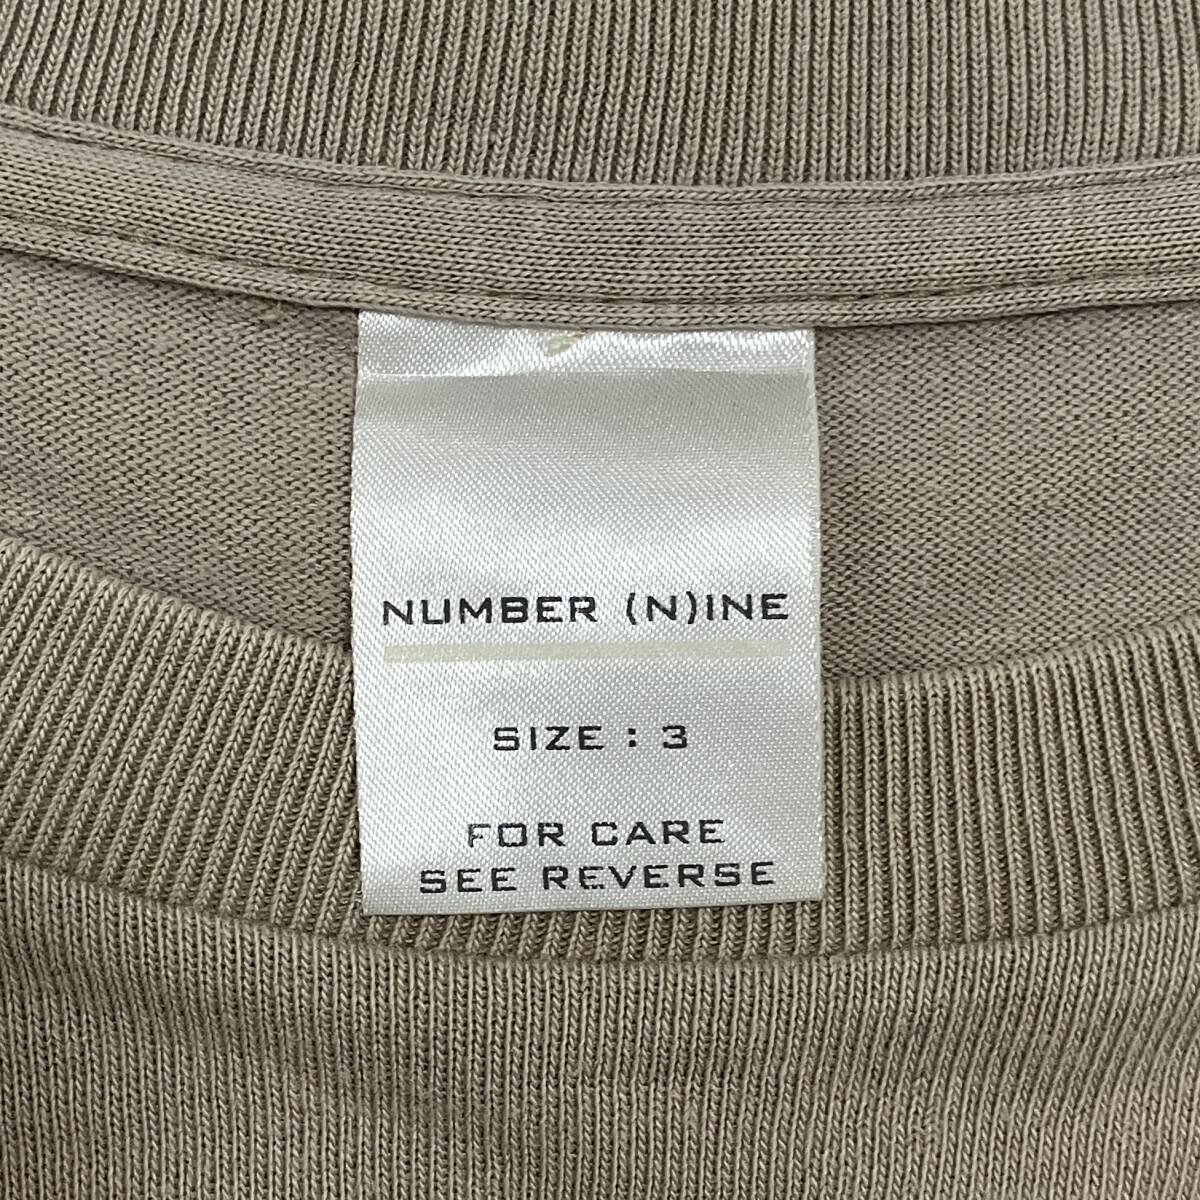 NUMBER (N)INE
SIZE : 3
FOR CARE
SEE REVERSE